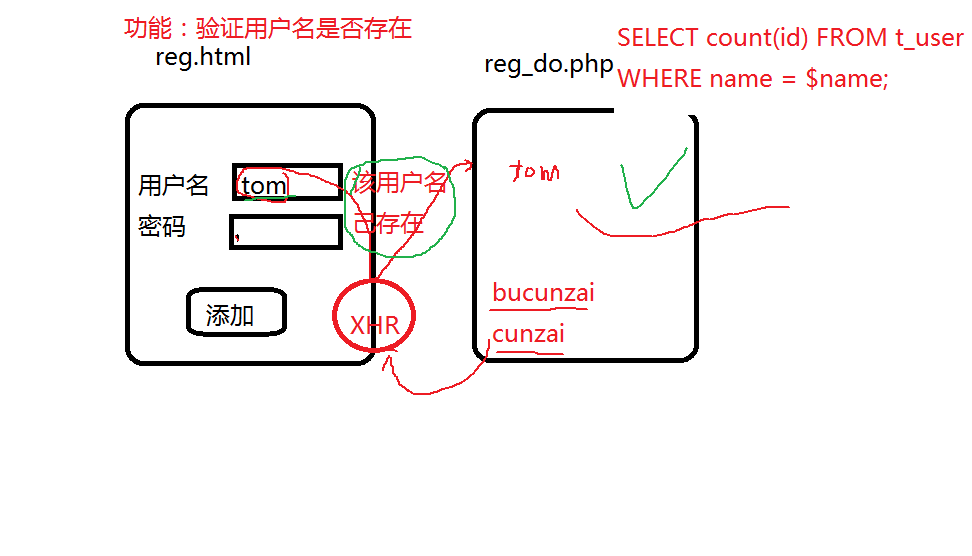 功能：验证用户名是否存在
reg.html
reg_do.php
SELECT count(id) FROM t_user
WHERE name = $name;
用户名
tom
该用户名
已存在
密码
添加
XHR
tom
bucunzai
cunzai